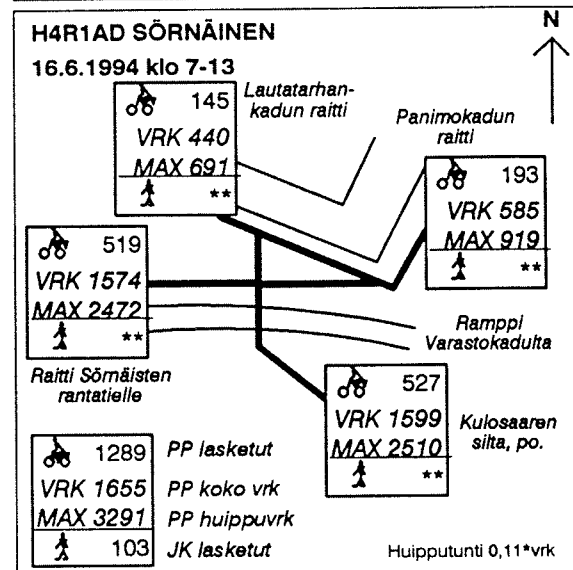 H4R1AD SÖRNÄINEN
N
16.6.1994 klo 7-13
145
VRK 440
MAX 691
**
Lautatarhan-
kadun raitti
Panimokadun
raitti
193
VRK 585
MAX 919
**
519
VRK 1574
MAX 2472
**
Raitti Sörnäisten
rantatielle
Ramppi
Varastokadulta
527
VRK 1599
MAX 2510
**
Kulosaaren
silta, po.
1289 PP lasketut
VRK 1655 PP koko vrk
MAX 3291 PP huippuvrk
103 JK lasketut
Huipputunti 0,11*vrk